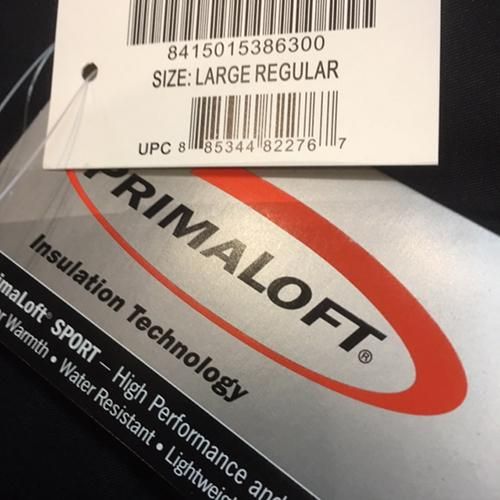 8415015386300
SIZE: LARGE REGULAR
UPC 8 85344 82276 7
PRIMALOFT®
Insulation Technology
SPORT — High Performance and
Warmth • Water Resistant • Lightweight